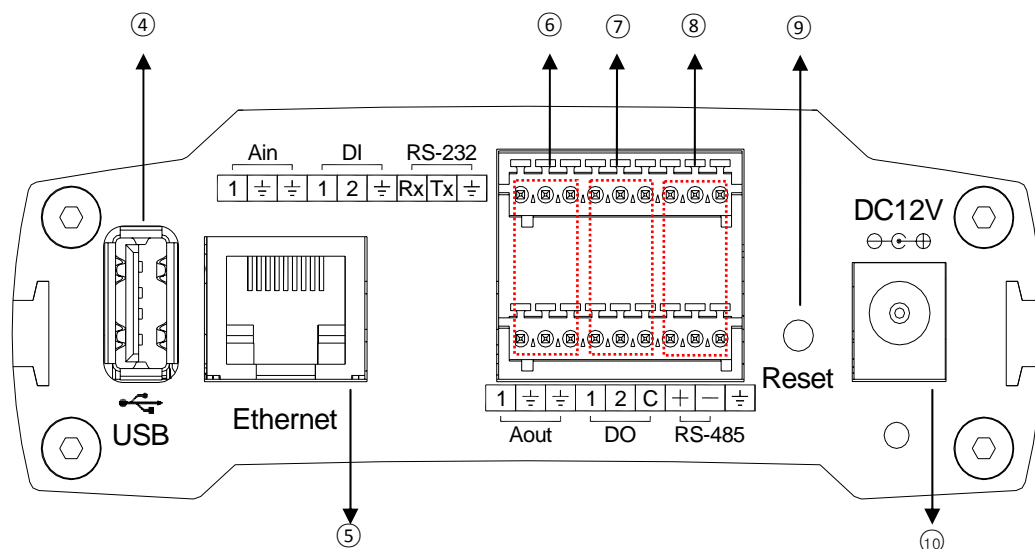 ④ ⑥ ⑦ ⑧ ⑨
Ain DI RS-232
1 ⏚ ⏚ 1 2 ⏚ Rx Tx ⏚
DC12V
Reset
USB
Ethernet
1 ⏚ ⏚ 1 2 C + − ⏚
Aout DO RS-485
⑤ ⑩